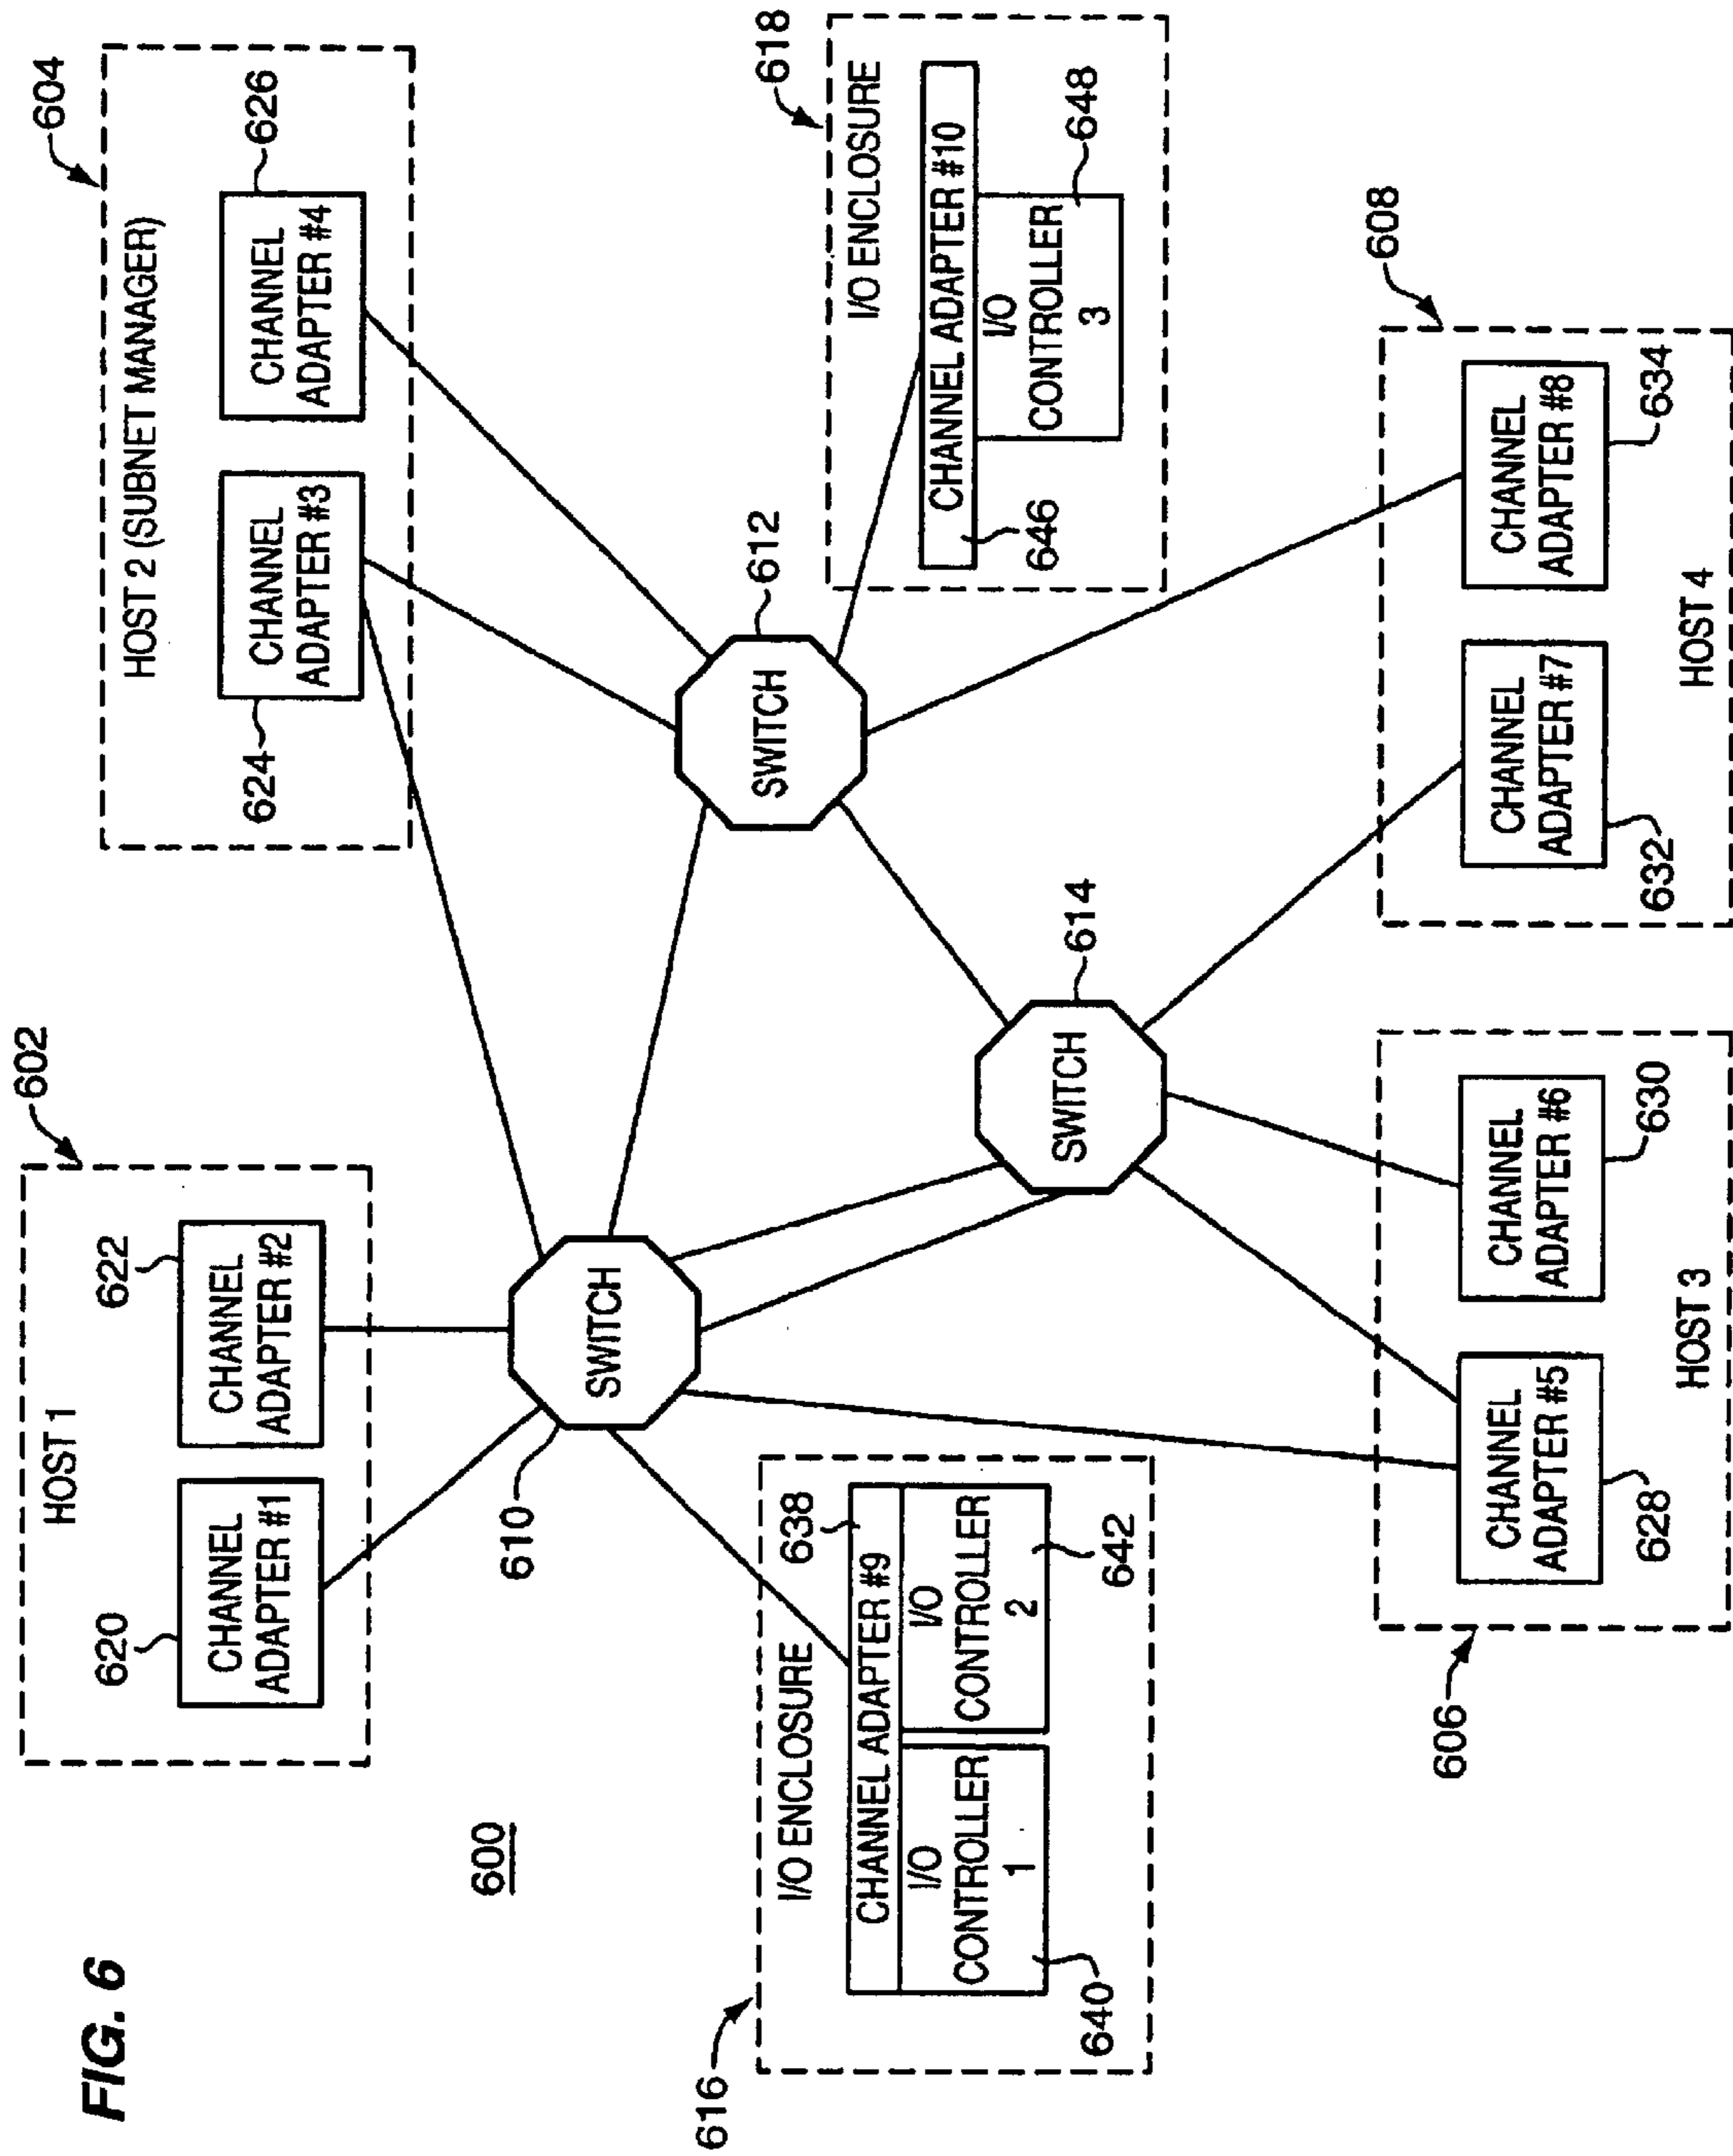 FIG. 6
600
602
HOST 1
620
622
CHANNEL
ADAPTER #1
CHANNEL
ADAPTER #2
604
HOST 2 (SUBNET MANAGER)
624
626
CHANNEL
ADAPTER #3
CHANNEL
ADAPTER #4
610
SWITCH
612
SWITCH
614
SWITCH
616
I/O ENCLOSURE
638
CHANNEL ADAPTER #9
I/O
CONTROLLER
1
I/O
CONTROLLER
2
640
642
618
I/O ENCLOSURE
CHANNEL ADAPTER #10
646
I/O
CONTROLLER
3
648
606
CHANNEL
ADAPTER #5
CHANNEL
ADAPTER #6
628
630
HOST 3
608
CHANNEL
ADAPTER #7
CHANNEL
ADAPTER #8
632
634
HOST 4